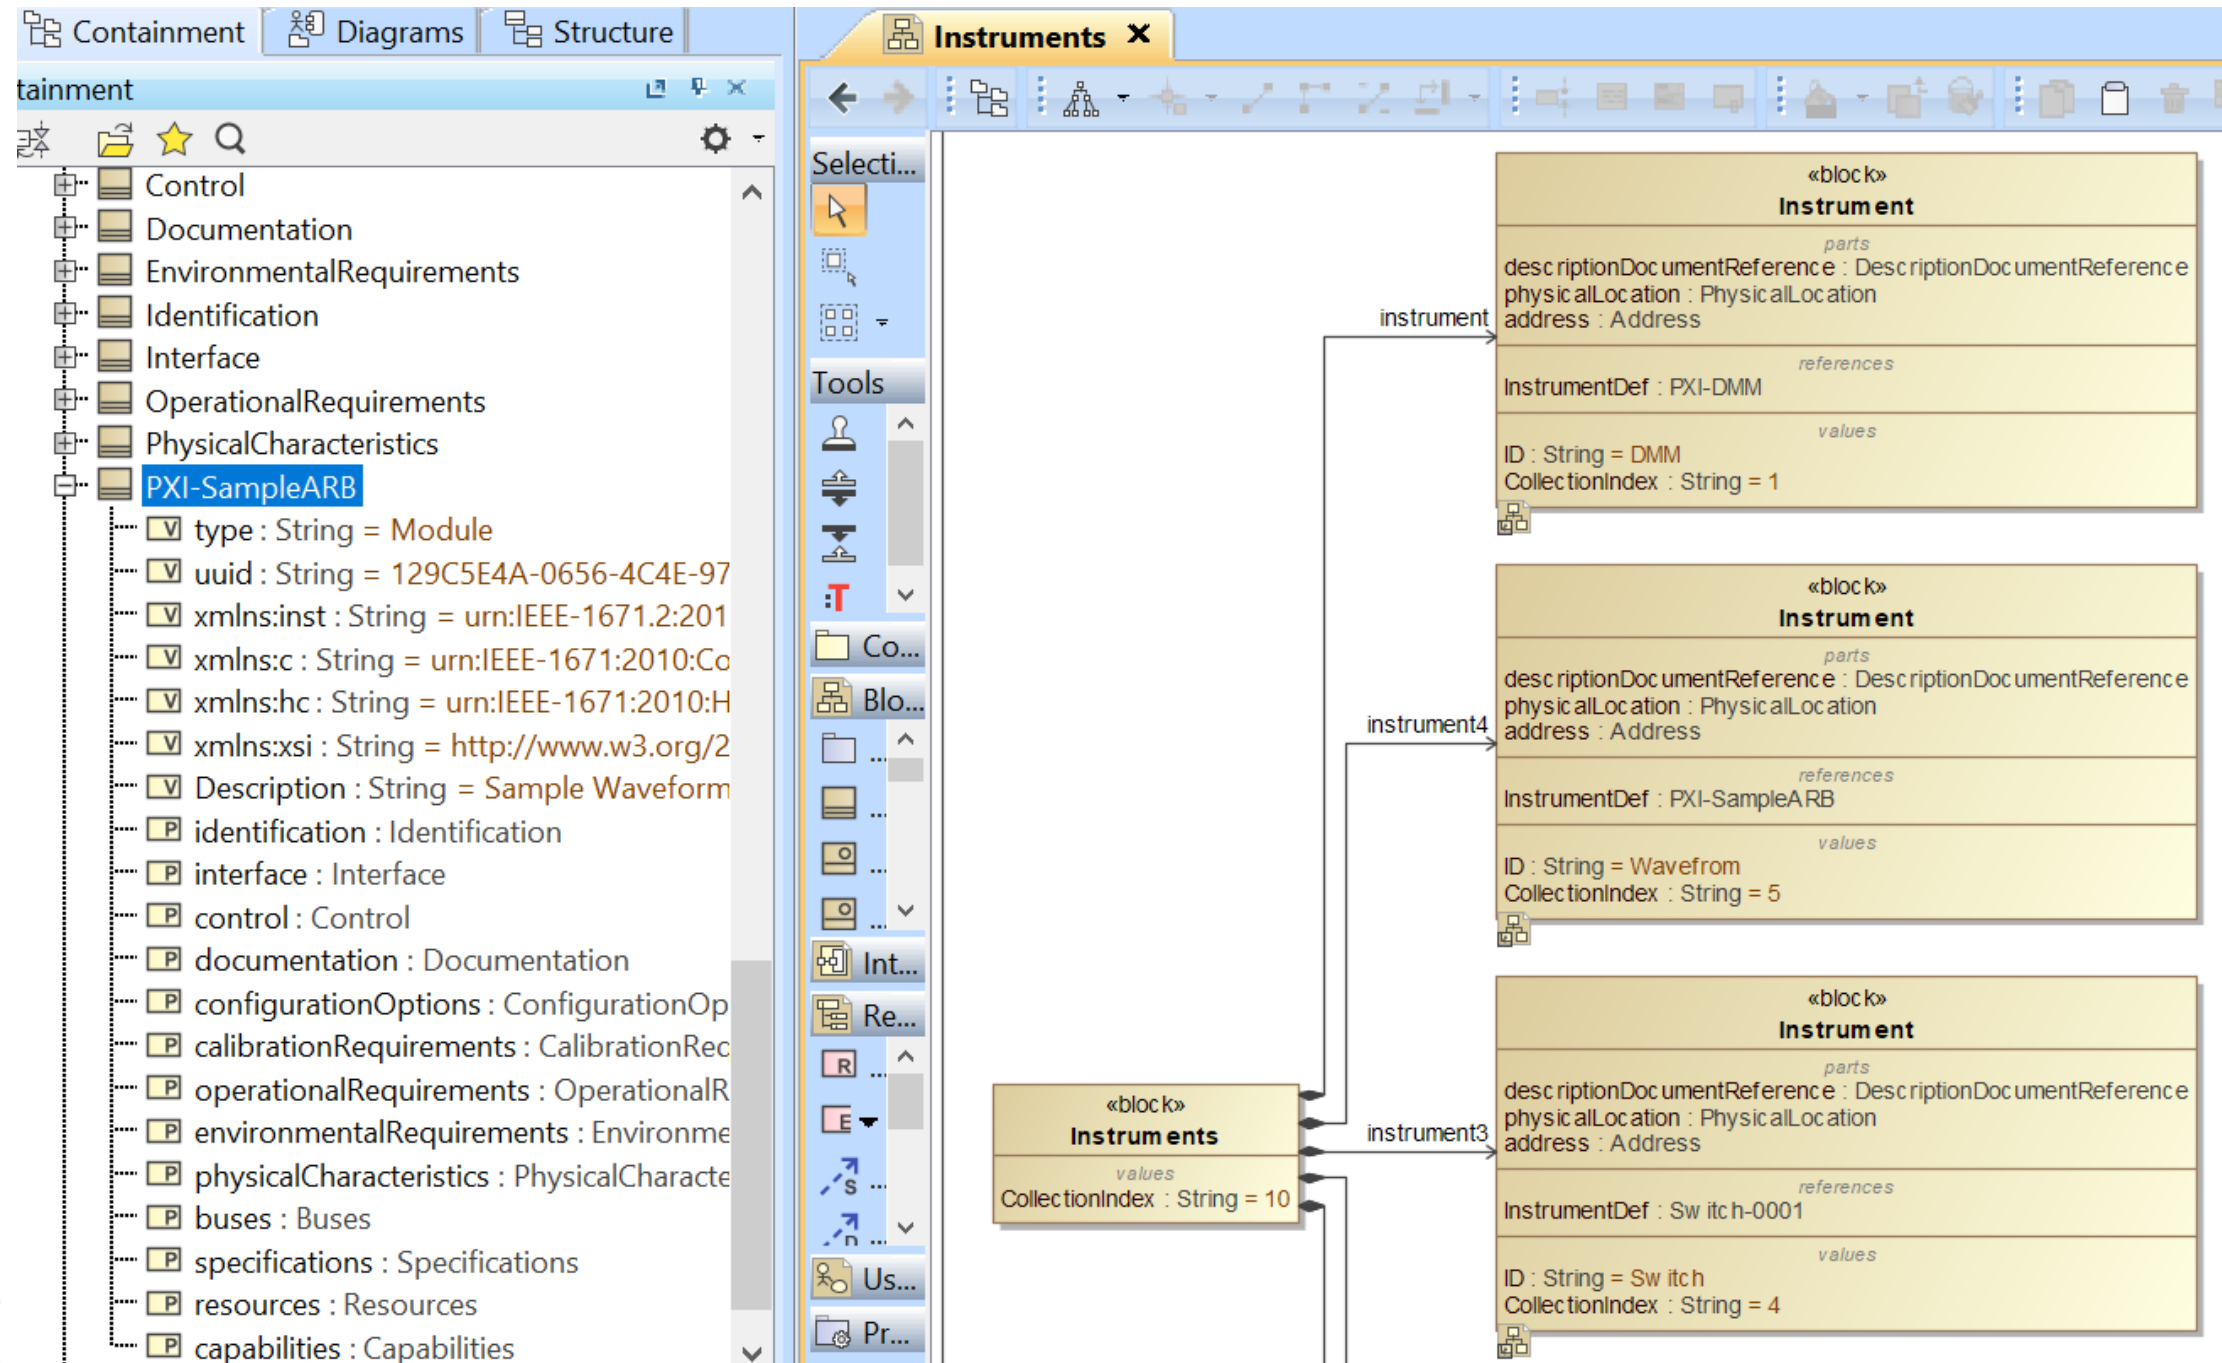 Containment
Diagrams
Structure
Instruments
tainment
Control
Documentation
EnvironmentalRequirements
Identification
Interface
OperationalRequirements
PhysicalCharacteristics
PXI-SampleARB
V type : String = Module
V uuid : String = 129C5E4A-0656-4C4E-97
V xmlns:inst : String = urn:IEEE-1671.2:201
V xmlns:c : String = urn:IEEE-1671:2010:Co
V xmlns:hc : String = urn:IEEE-1671:2010:H
V xmlns:xsi : String = http://www.w3.org/2
V Description : String = Sample Waveform
P identification : Identification
P interface : Interface
P control : Control
P documentation : Documentation
P configurationOptions : ConfigurationOp
P calibrationRequirements : CalibrationRec
P operationalRequirements : OperationalR
P environmentalRequirements : Environme
P physicalCharacteristics : PhysicalCharacte
P buses : Buses
P specifications : Specifications
P resources : Resources
P capabilities : Capabilities
Selecti...
Tools
:T
Co...
Blo...
...
...
...
...
Int...
Re...
R ...
E
S ...
D ...
Us...
Pr...
«block»
Instruments
values
CollectionIndex : String = 10
instrument
«block»
Instrument
parts
descriptionDocumentReference : DescriptionDocumentReference
physicalLocation : PhysicalLocation
address : Address
references
InstrumentDef : PXI-DMM
values
ID : String = DMM
CollectionIndex : String = 1
instrument4
«block»
Instrument
parts
descriptionDocumentReference : DescriptionDocumentReference
physicalLocation : PhysicalLocation
address : Address
references
InstrumentDef : PXI-SampleARB
values
ID : String = Wavefrom
CollectionIndex : String = 5
instrument3
«block»
Instrument
parts
descriptionDocumentReference : DescriptionDocumentReference
physicalLocation : PhysicalLocation
address : Address
references
InstrumentDef : Switch-0001
values
ID : String = Switch
CollectionIndex : String = 4